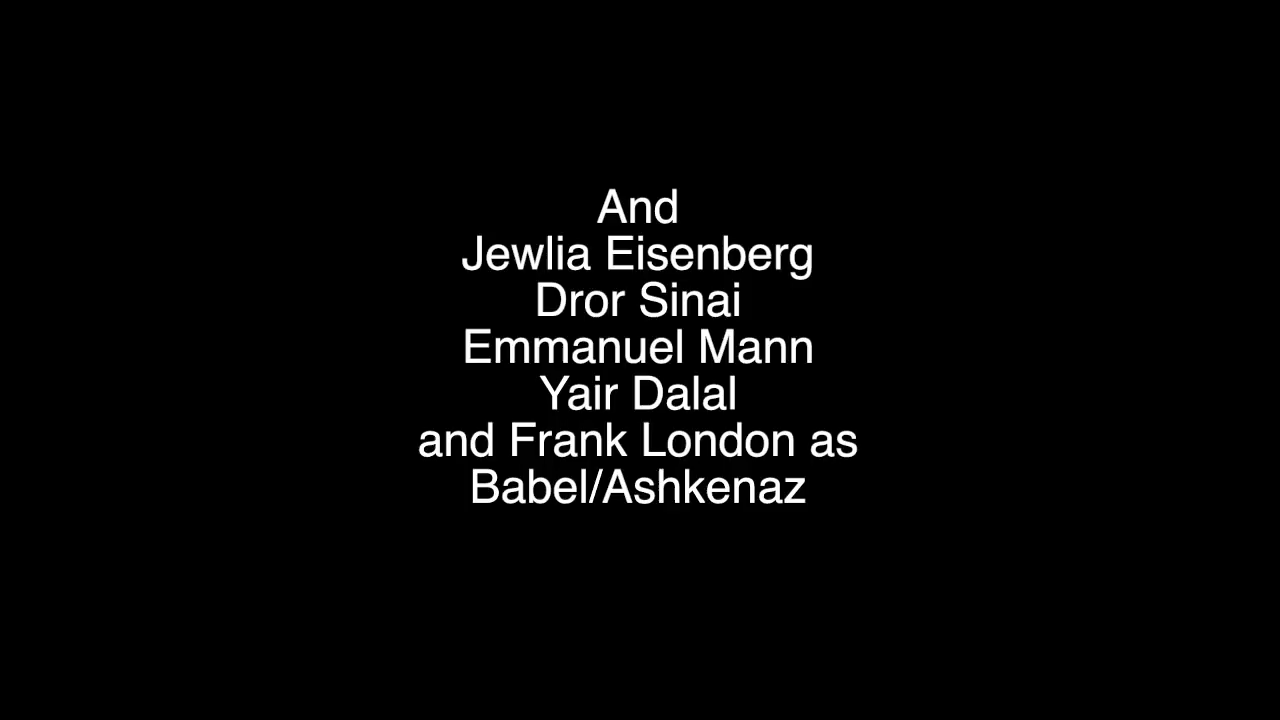 And
Jewlia Eisenberg
Dror Sinai
Emmanuel Mann
Yair Dalal
and Frank London as
Babel/Ashkenaz